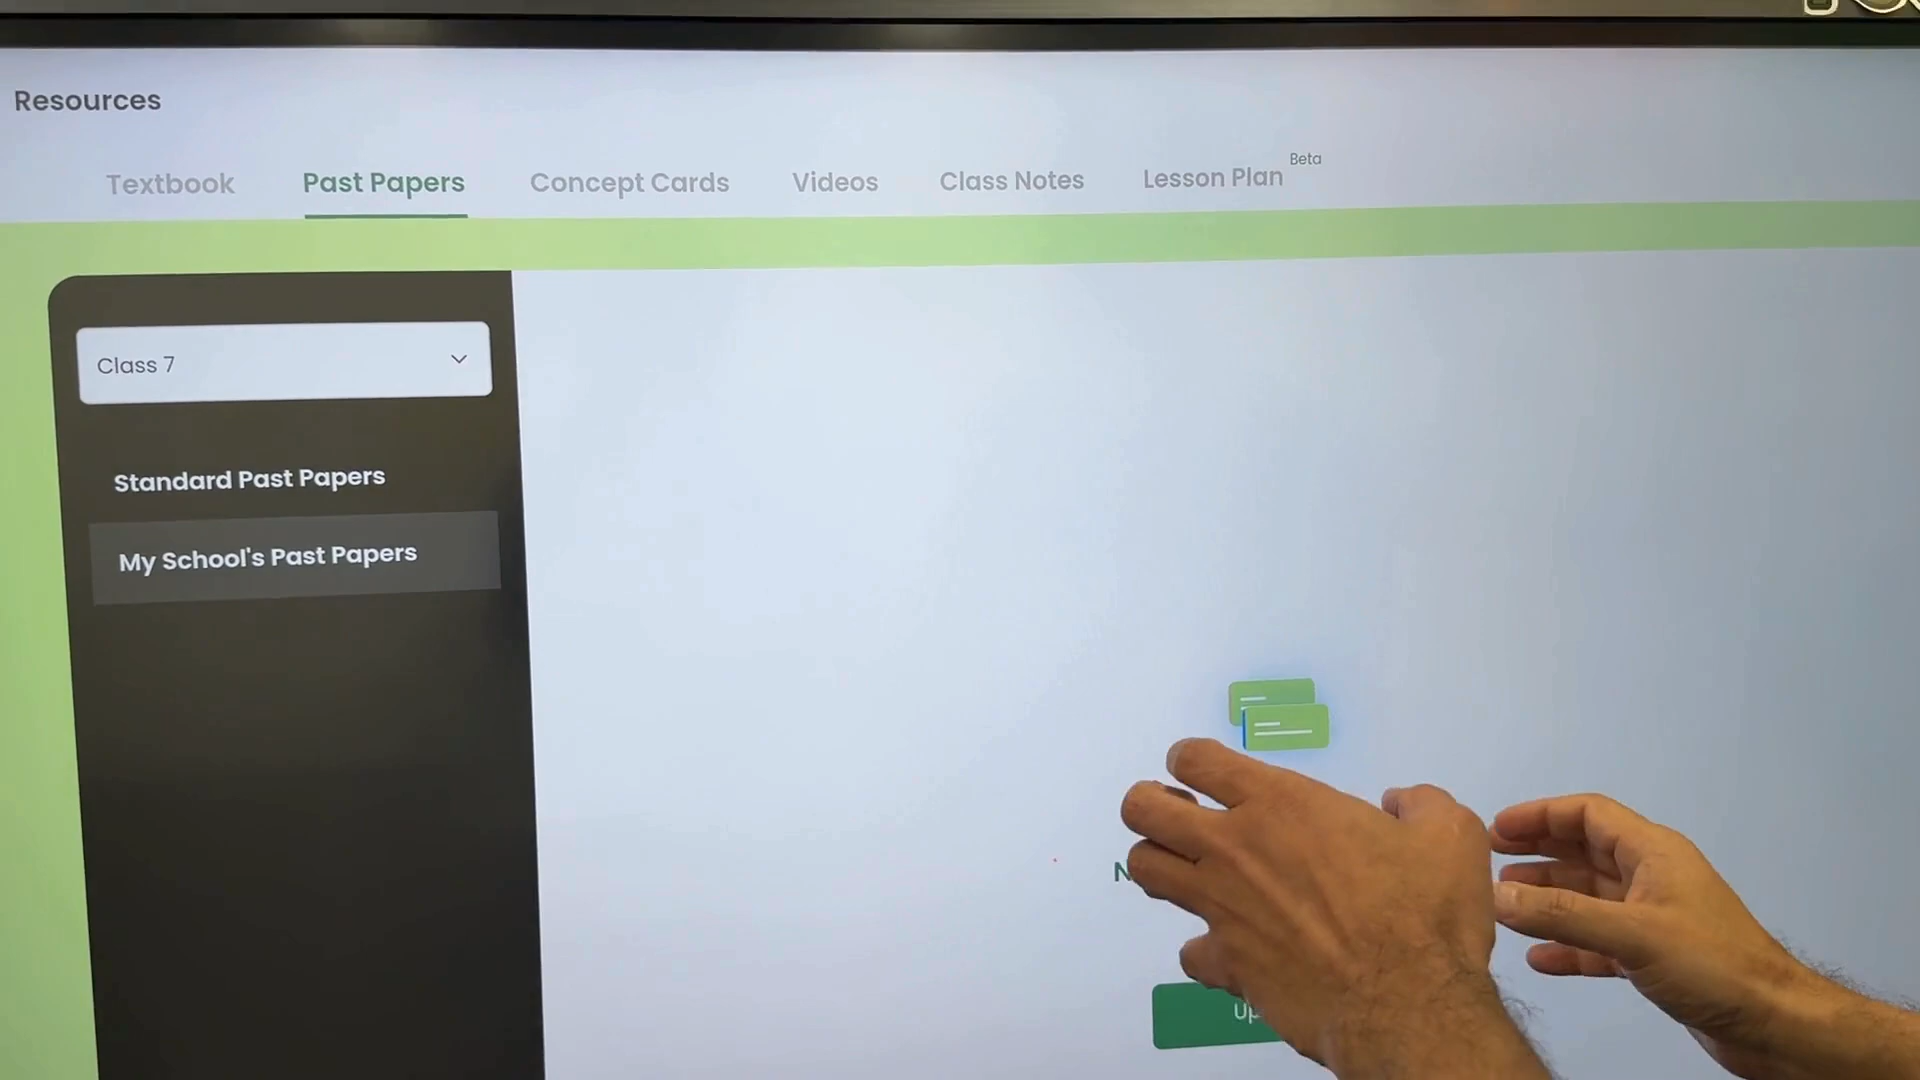 Resources
Textbook
Past Papers
Concept Cards
Videos
Class Notes
Lesson Plan
Beta
Class 7
Standard Past Papers
My School's Past Papers